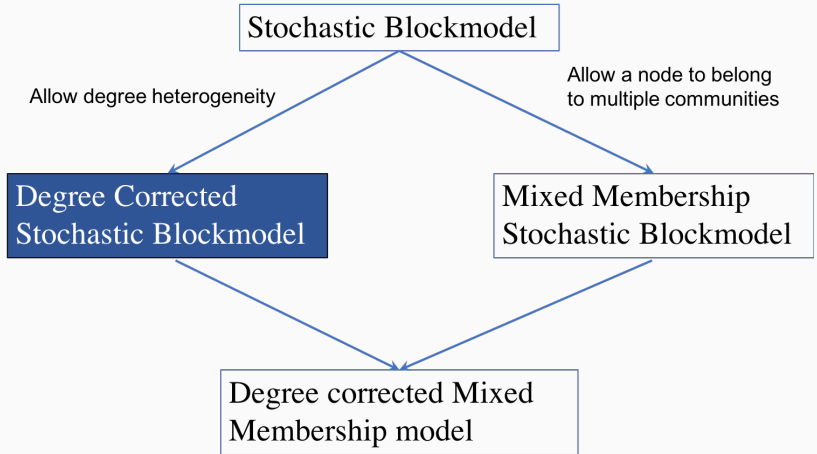 Stochastic Blockmodel
Allow degree heterogeneity
Allow a node to belong
to multiple communities
Degree Corrected
Stochastic Blockmodel
Mixed Membership
Stochastic Blockmodel
Degree corrected Mixed
Membership model